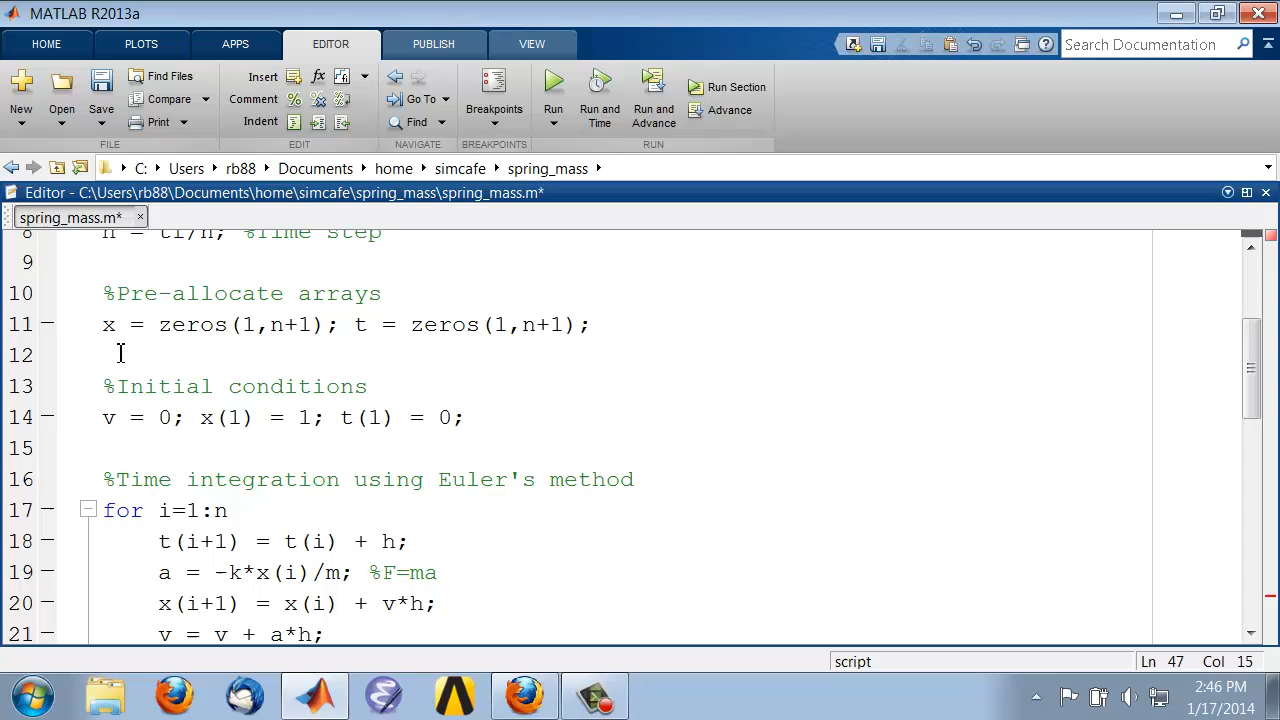 MATLAB R2013a
HOME PLOTS APPS EDITOR PUBLISH VIEW Search Documentation
New Open Save Find Files Compare Print
Insert fx Comment Indent
Go To Find
Breakpoints Run Run and Time Run and Advance Run Section Advance
FILE EDIT NAVIGATE BREAKPOINTS RUN
C: Users rb88 Documents home simcafe spring_mass
Editor - C:\Users\rb88\Documents\home\simcafe\spring_mass\spring_mass.m*
spring_mass.m* ×
8 h = tf/n; %Time step
9
10 %Pre-allocate arrays
11 x = zeros(1,n+1); t = zeros(1,n+1);
12
13 %Initial conditions
14 v = 0; x(1) = 1; t(1) = 0;
15
16 %Time integration using Euler's method
17 for i=1:n
18 t(i+1) = t(i) + h;
19 a = -k*x(i)/m; %F=ma
20 x(i+1) = x(i) + v*h;
21 v = v + a*h;
script Ln 47 Col 15
2:46 PM
1/17/2014